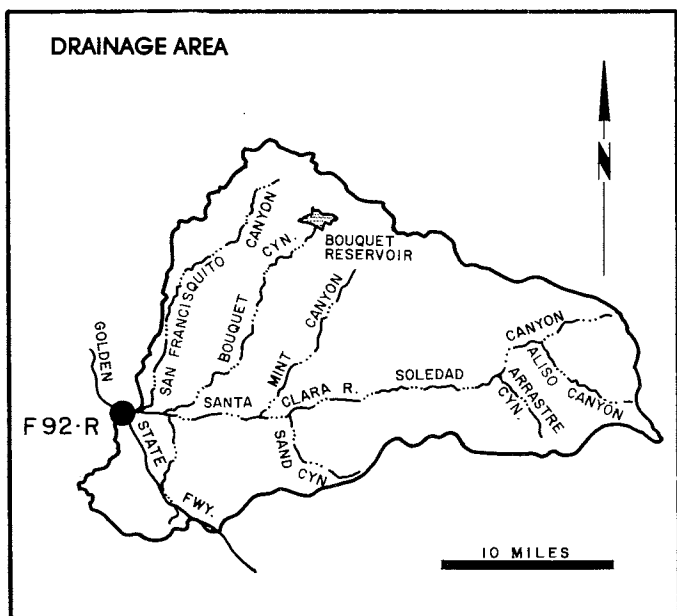 DRAINAGE AREA
N
SAN FRANCISQUITO CANYON
BOUQUET CYN.
BOUQUET
RESERVOIR
MINT CANYON
GOLDEN
STATE
FWY.
F92-R
SANTA CLARA R.
SOLEDAD CANYON
ALISO CANYON
ARRASTRE
CYN.
SAND CYN
10 MILES